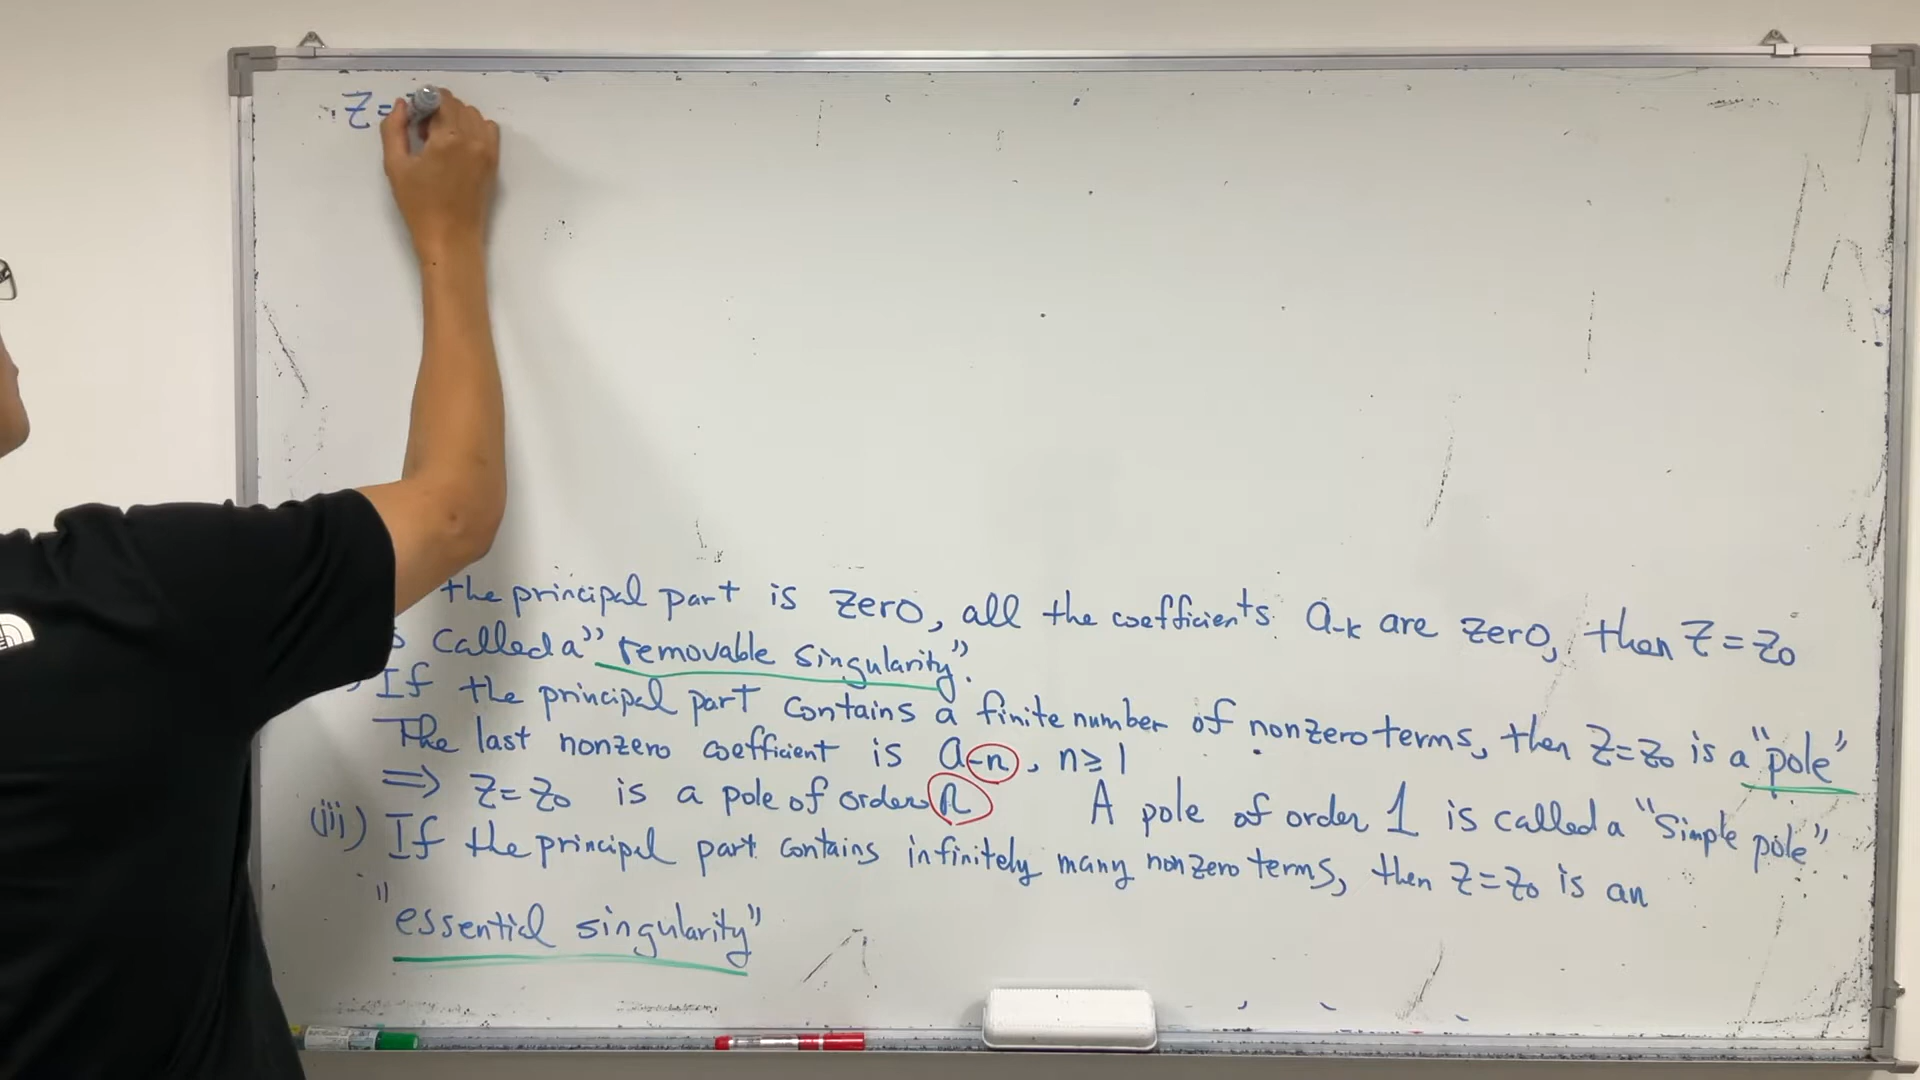 Z=
the principal part is zero, all the coefficients a-k are zero, then Z=Z0
called a "removable singularity".
If the principal part contains a finite number of nonzero terms, then Z=Z0 is a "pole"
The last nonzero coefficient is a-n, n≥1
⇒ Z=Z0 is a pole of order n A pole of order 1 is called a "Simple pole"
(iii) If the principal part contains infinitely many nonzero terms, then Z=Z0 is an
"essential singularity"